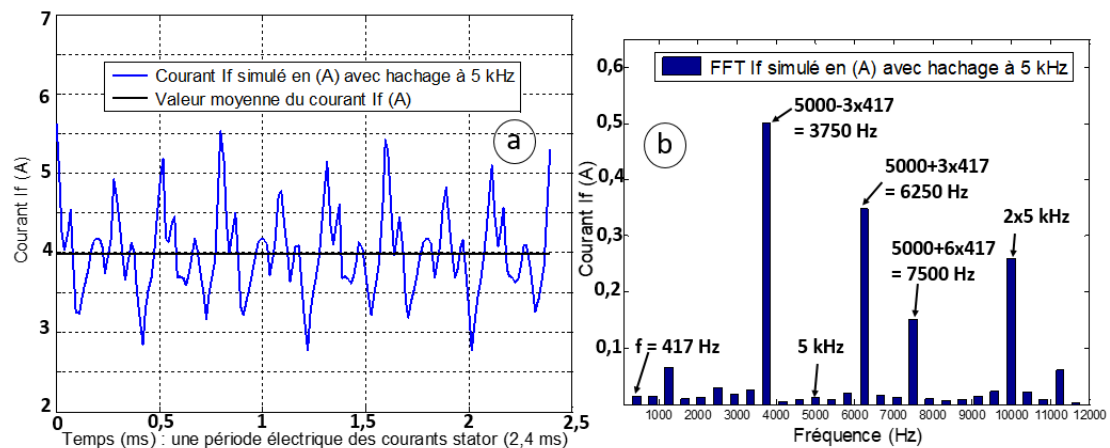 7
6
5
4
3
2
Courant If (A)
Courant If simulé en (A) avec hachage à 5 kHz
Valeur moyenne du courant If (A)
a
0
0,5
1
1,5
2
2,5
Temps (ms) : une période électrique des courants stator (2,4 ms)
0,6
0,5
0,4
0,3
0,2
0,1
Courant If (A)
FFT If simulé en (A) avec hachage à 5 kHz
b
5000-3x417
= 3750 Hz
5000+3x417
= 6250 Hz
2x5 kHz
5000+6x417
= 7500 Hz
f = 417 Hz
5 kHz
1000 2000 3000 4000 5000 6000 7000 8000 9000 10000 11000 12000
Fréquence (Hz)